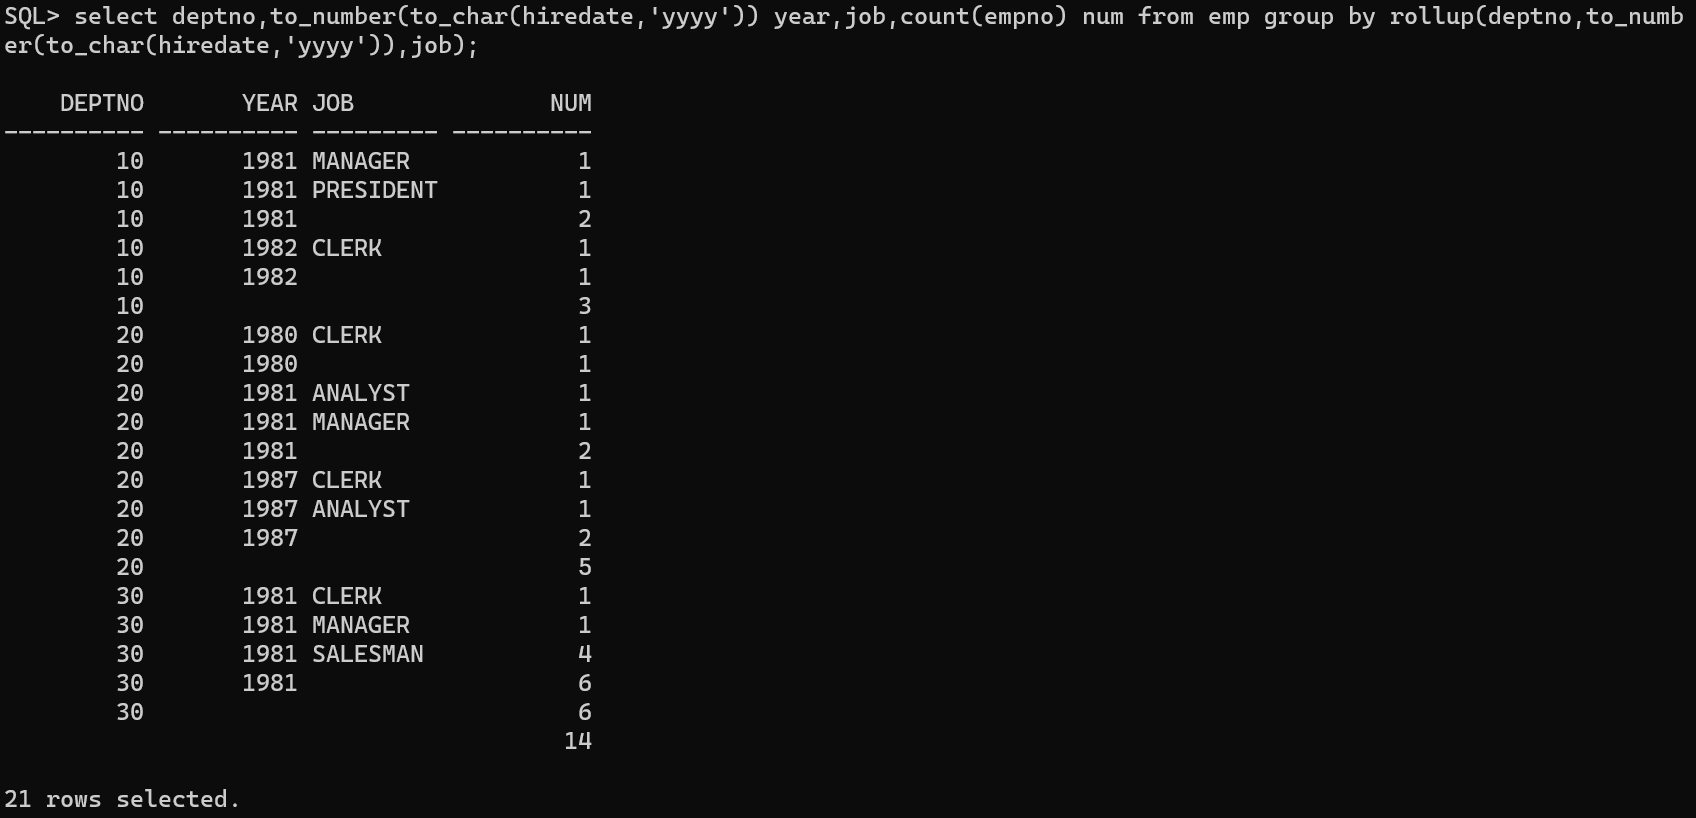 SQL> select deptno,to_number(to_char(hiredate,'yyyy')) year,job,count(empno) num from emp group by rollup(deptno,to_numb
er(to_char(hiredate,'yyyy')),job);
    DEPTNO       YEAR JOB              NUM
---------- ---------- --------- ----------
        10       1981 MANAGER            1
        10       1981 PRESIDENT          1
        10       1981                    2
        10       1982 CLERK              1
        10       1982                    1
        10                               3
        20       1980 CLERK              1
        20       1980                    1
        20       1981 ANALYST            1
        20       1981 MANAGER            1
        20       1981                    2
        20       1987 CLERK              1
        20       1987 ANALYST            1
        20       1987                    2
        20                               5
        30       1981 CLERK              1
        30       1981 MANAGER            1
        30       1981 SALESMAN           4
        30       1981                    6
        30                               6
                                        14
21 rows selected.